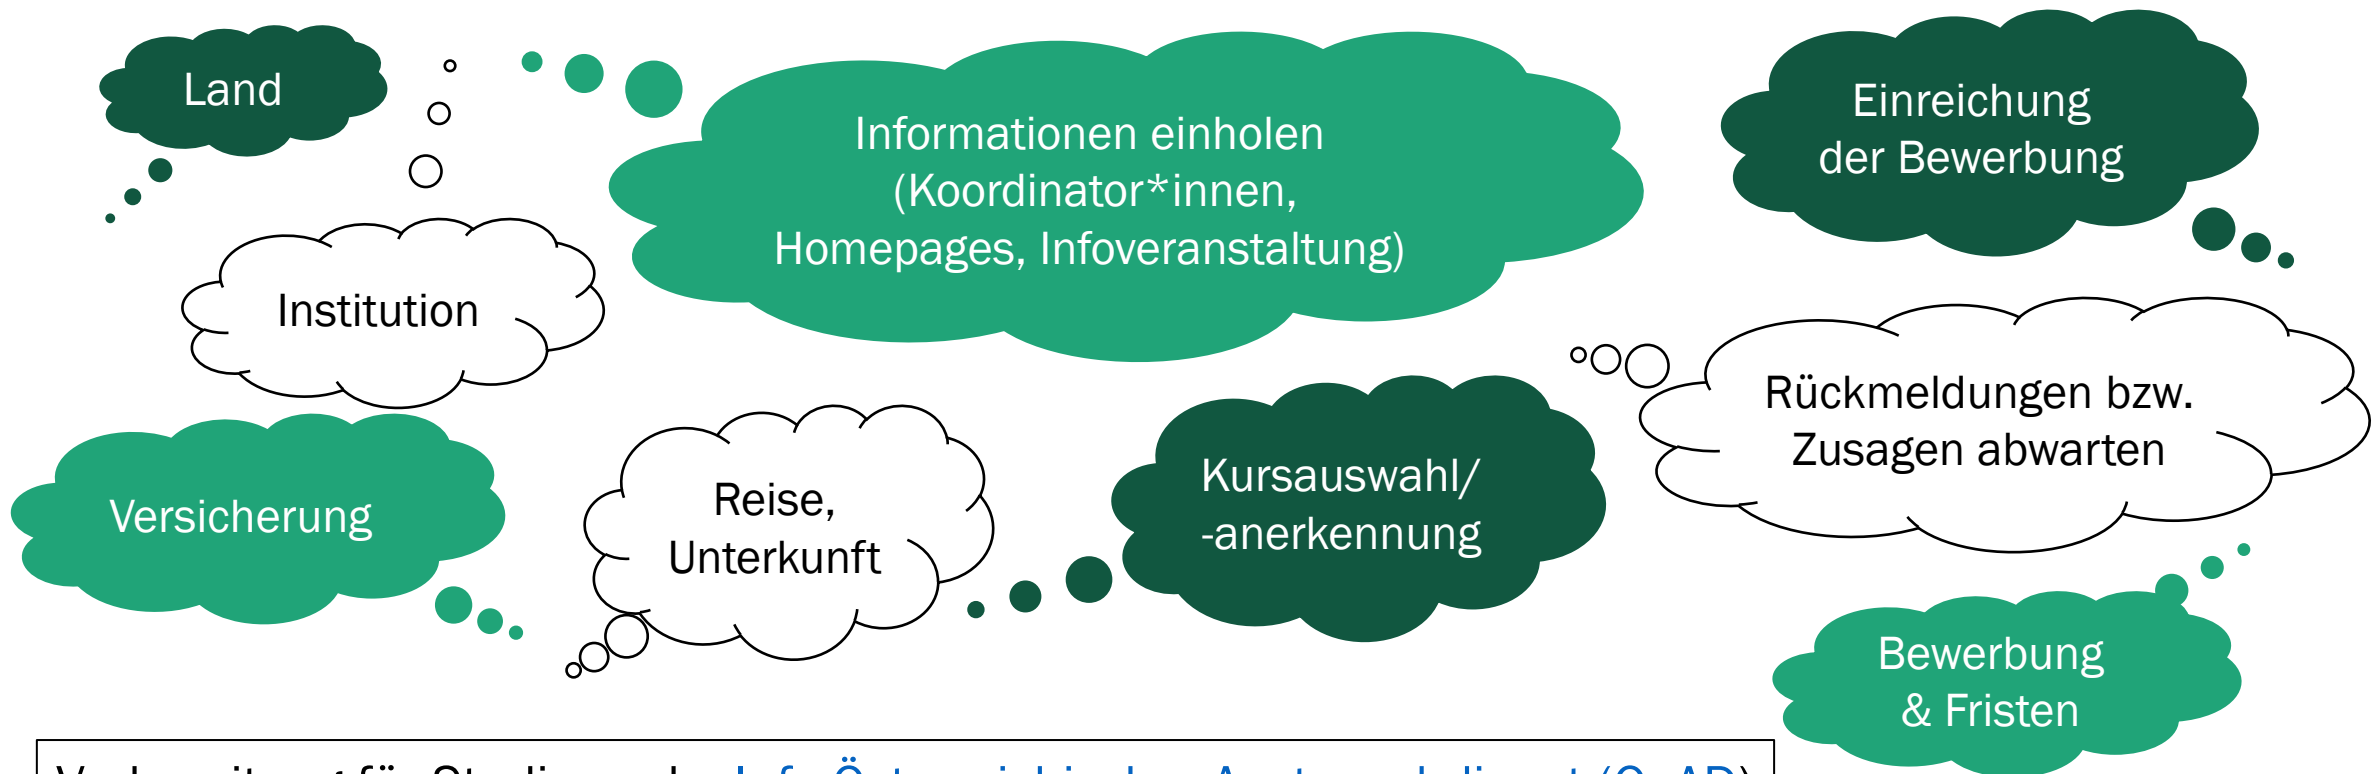 Land
Informationen einholen
(Koordinator*innen,
Homepages, Infoveranstaltung)
Einreichung
der Bewerbung
Institution
Rückmeldungen bzw.
Zusagen abwarten
Versicherung
Reise,
Unterkunft
Kursauswahl/
-anerkennung
Bewerbung
& Fristen